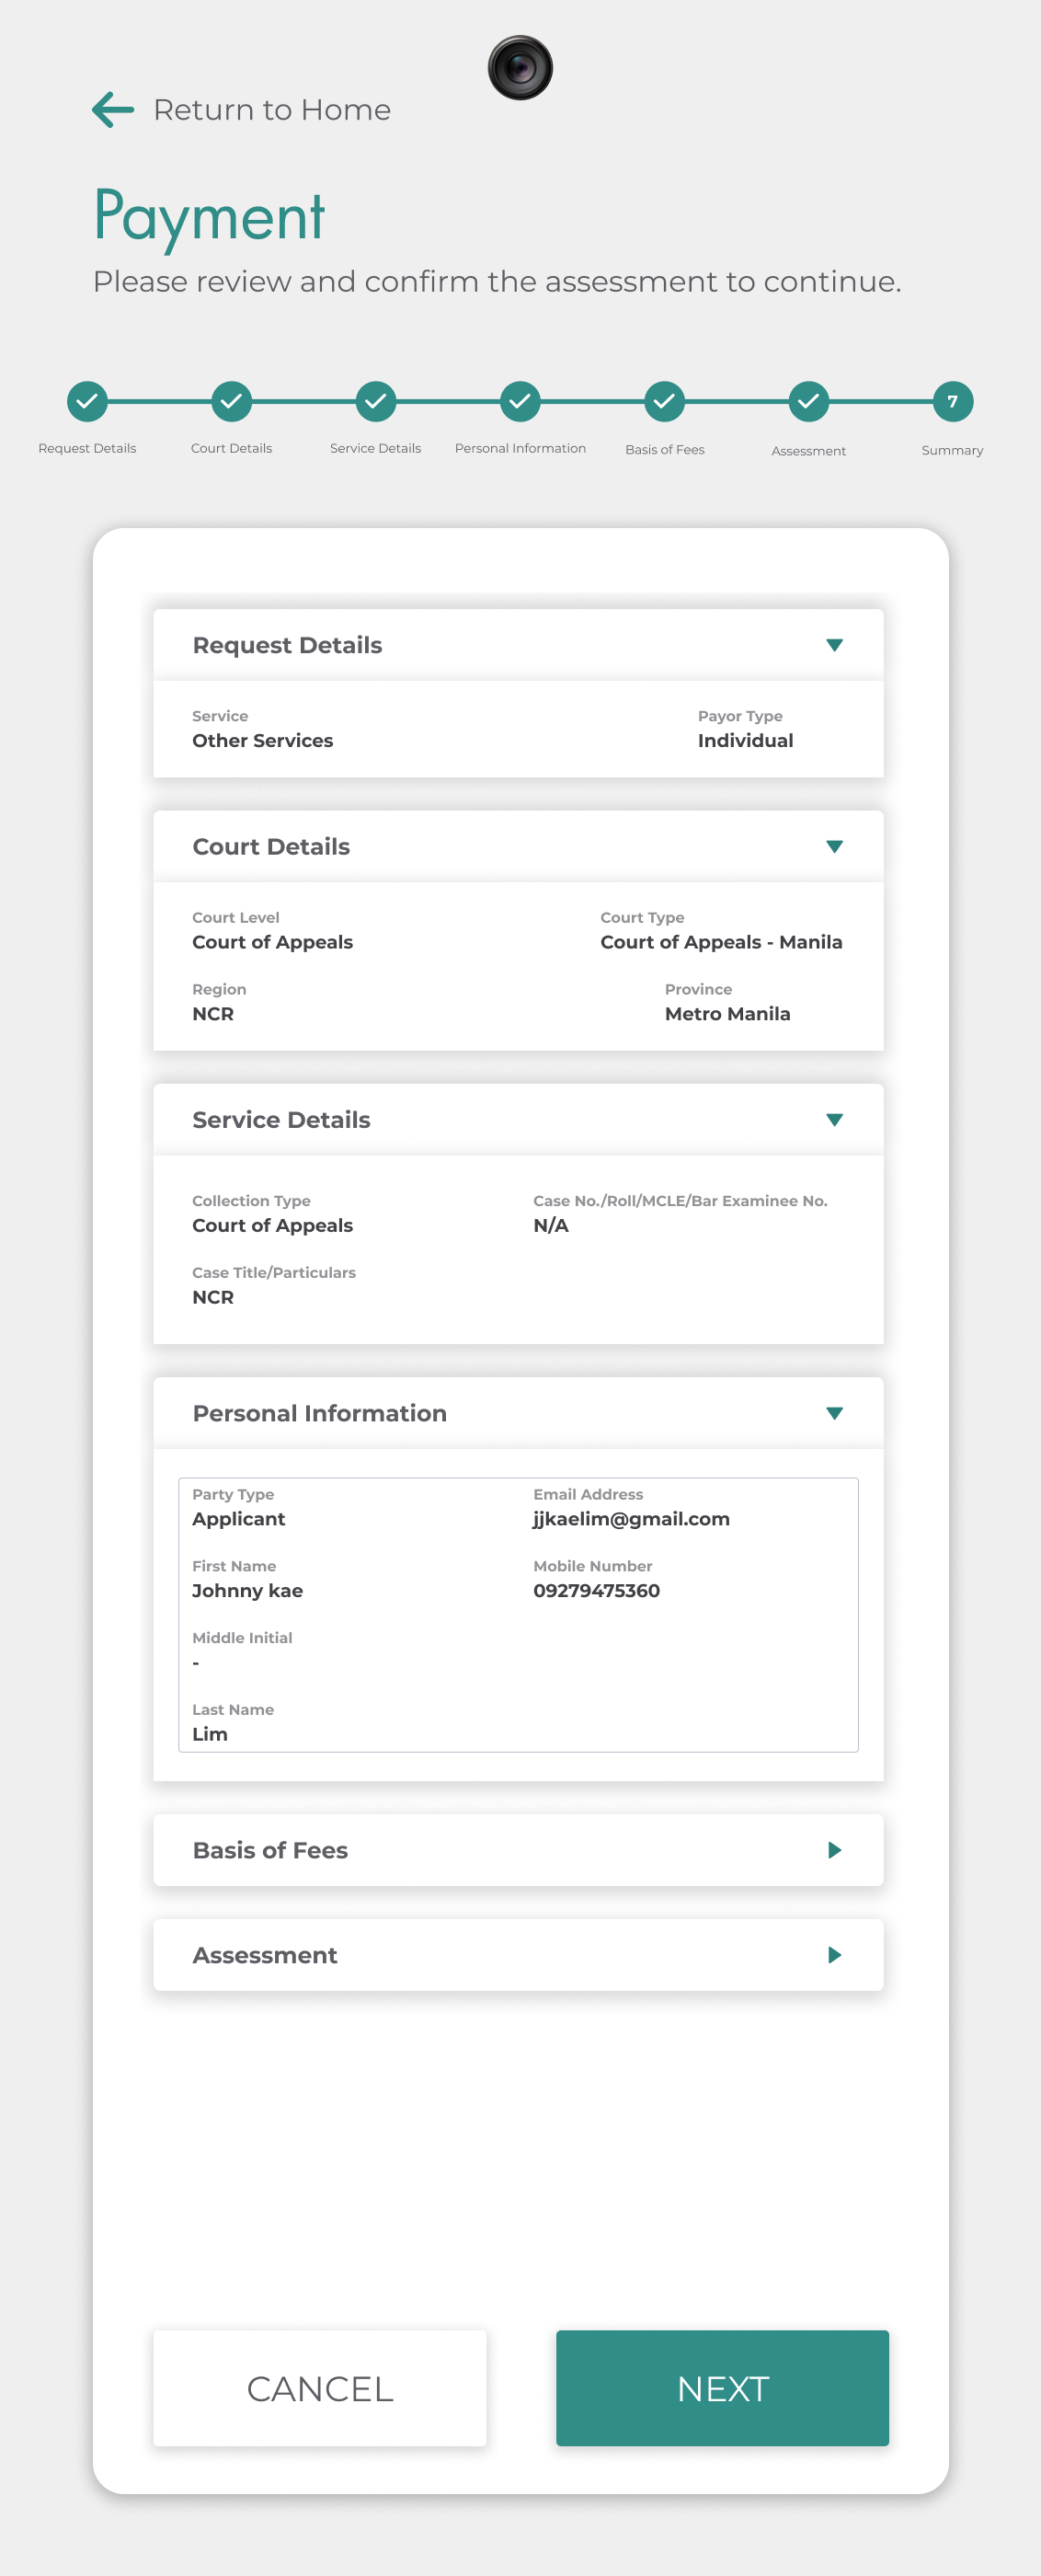 Return to Home
Payment
Please review and confirm the assessment to continue.
7
Request Details Court Details Service Details Personal Information Basis of Fees Assessment Summary
Request Details
Service Payor Type
Other Services Individual
Court Details
Court Level Court Type
Court of Appeals Court of Appeals - Manila
Region Province
NCR Metro Manila
Service Details
Collection Type Case No./Roll/MCLE/Bar Examinee No.
Court of Appeals N/A
Case Title/Particulars
NCR
Personal Information
Party Type Email Address
Applicant jjkaelim@gmail.com
First Name Mobile Number
Johnny kae 09279475360
Middle Initial
-
Last Name
Lim
Basis of Fees
Assessment
CANCEL NEXT